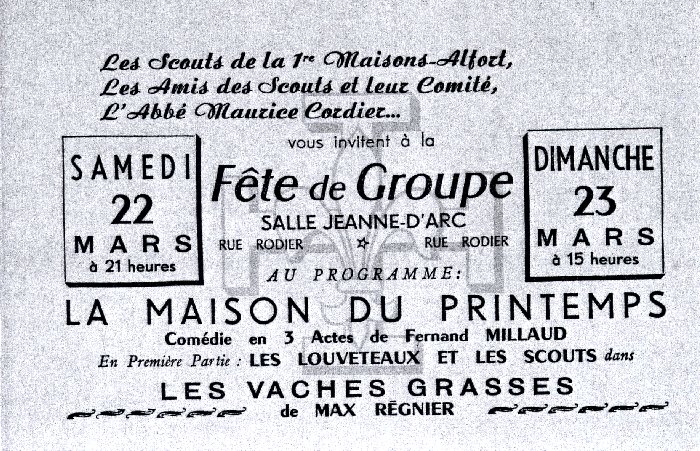 Les Scouts de la 1re Maisons-Alfort,
Les Amis des Scouts et leur Comité,
L'Abbé Maurice Cordier...
vous invitent à la
Fête de Groupe
SALLE JEANNE-D'ARC
RUE RODIER ☆ RUE RODIER
SAMEDI
22
MARS
à 21 heures
DIMANCHE
23
MARS
à 15 heures
AU PROGRAMME:
LA MAISON DU PRINTEMPS
Comédie en 3 Actes de Fernand MILLAUD
En Première Partie : LES LOUVETEAUX ET LES SCOUTS dans
LES VACHES GRASSES
de MAX RÉGNIER